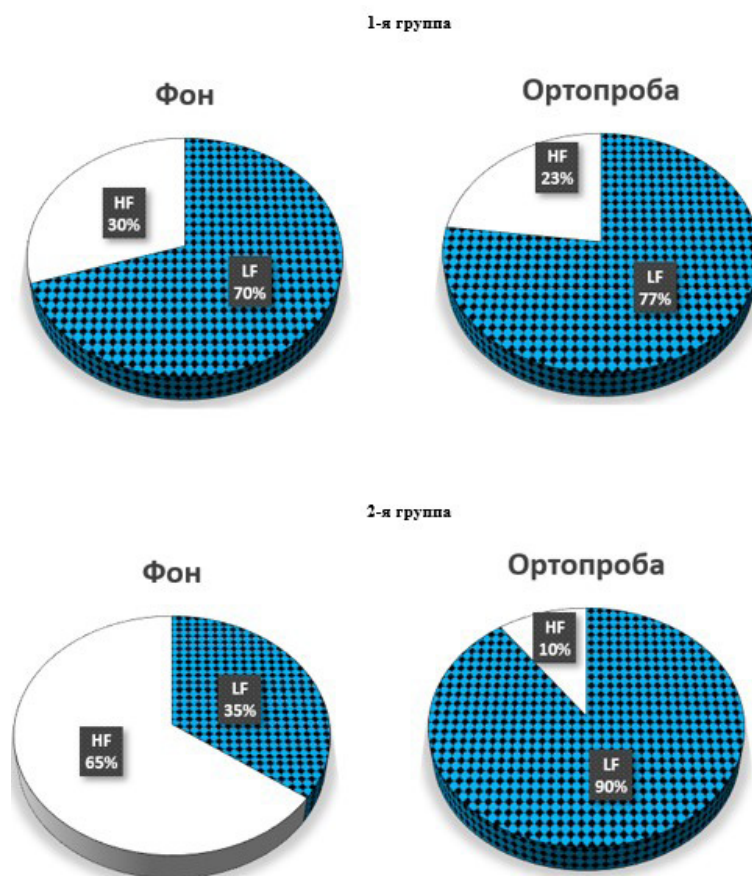 1-я группа
Фон
Ортопроба
HF
30%
LF
70%
HF
23%
LF
77%
2-я группа
Фон
Ортопроба
HF
65%
LF
35%
HF
10%
LF
90%